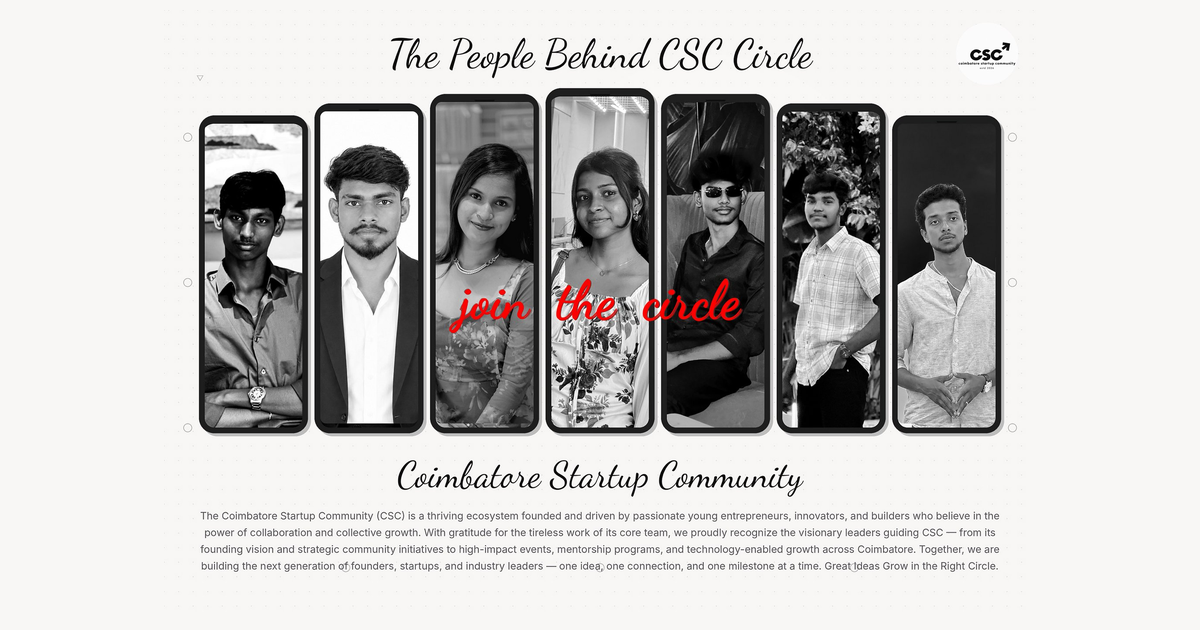 The People Behind CSC Circle
csc
coimbatore startup community
join the circle
Coimbatore Startup Community
The Coimbatore Startup Community (CSC) is a thriving ecosystem founded and driven by passionate young entrepreneurs, innovators, and builders who believe in the
power of collaboration and collective growth. With gratitude for the tireless work of its core team, we proudly recognize the visionary leaders guiding CSC — from its
founding vision and strategic community initiatives to high-impact events, mentorship programs, and technology-enabled growth across Coimbatore. Together, we are
building the next generation of founders, startups, and industry leaders — one idea, one connection, and one milestone at a time. Great Ideas Grow in the Right Circle.